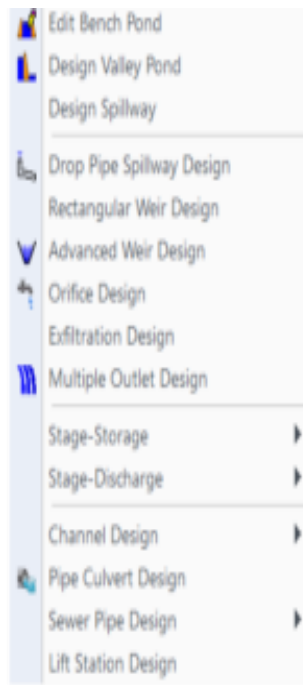 Edit Bench Pond
Design Valley Pond
Design Spillway
Drop Pipe Spillway Design
Rectangular Weir Design
Advanced Weir Design
Orifice Design
Exfiltration Design
Multiple Outlet Design
Stage-Storage
Stage-Discharge
Channel Design
Pipe Culvert Design
Sewer Pipe Design
Lift Station Design